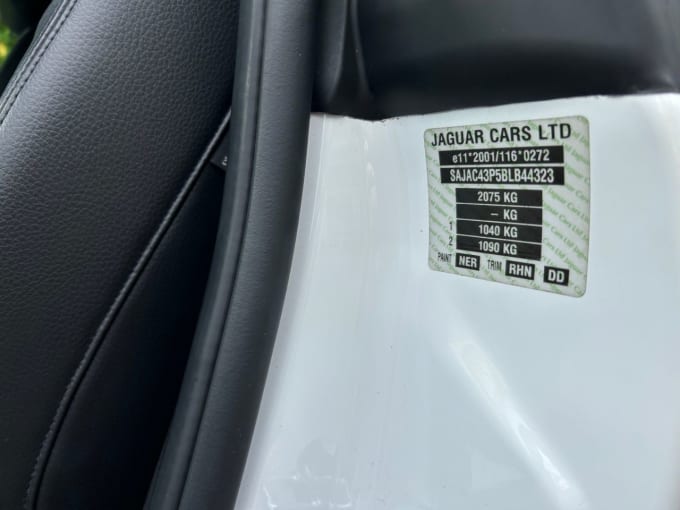 JAGUAR CARS LTD
e11*2001/116*0272
SAJAC43P5BLB44323
2075 KG
– KG
1 1040 KG
2 1090 KG
PAINT NER TRIM RHN DD